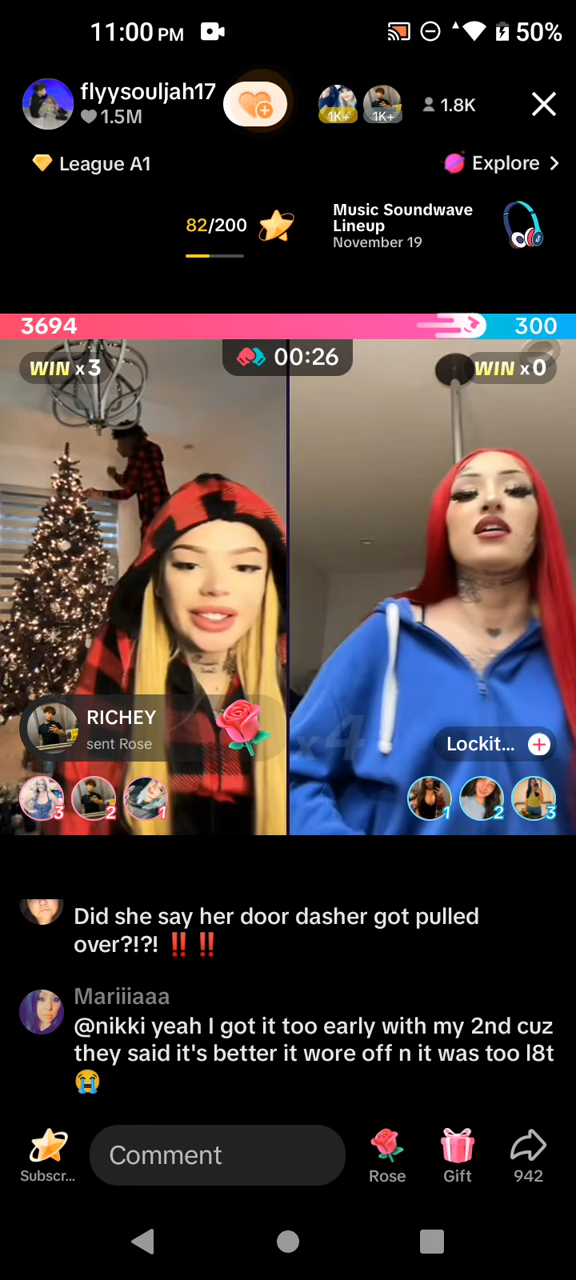 11:00 PM
50%
flyysouljah17
1.5M
1K+
1K+
1.8K
League A1
Explore >
82/200
Music Soundwave
Lineup
November 19
3694
300
WIN x3
00:26
WIN x0
RICHEY
sent Rose
x4
Lockit...
3
2
1
1
2
3
Did she say her door dasher got pulled
over?!?! ‼️ ‼️
Mariiiaaa
@nikki yeah I got it too early with my 2nd cuz
they said it's better it wore off n it was too l8t
😭
Subscr...
Comment
Rose
Gift
942